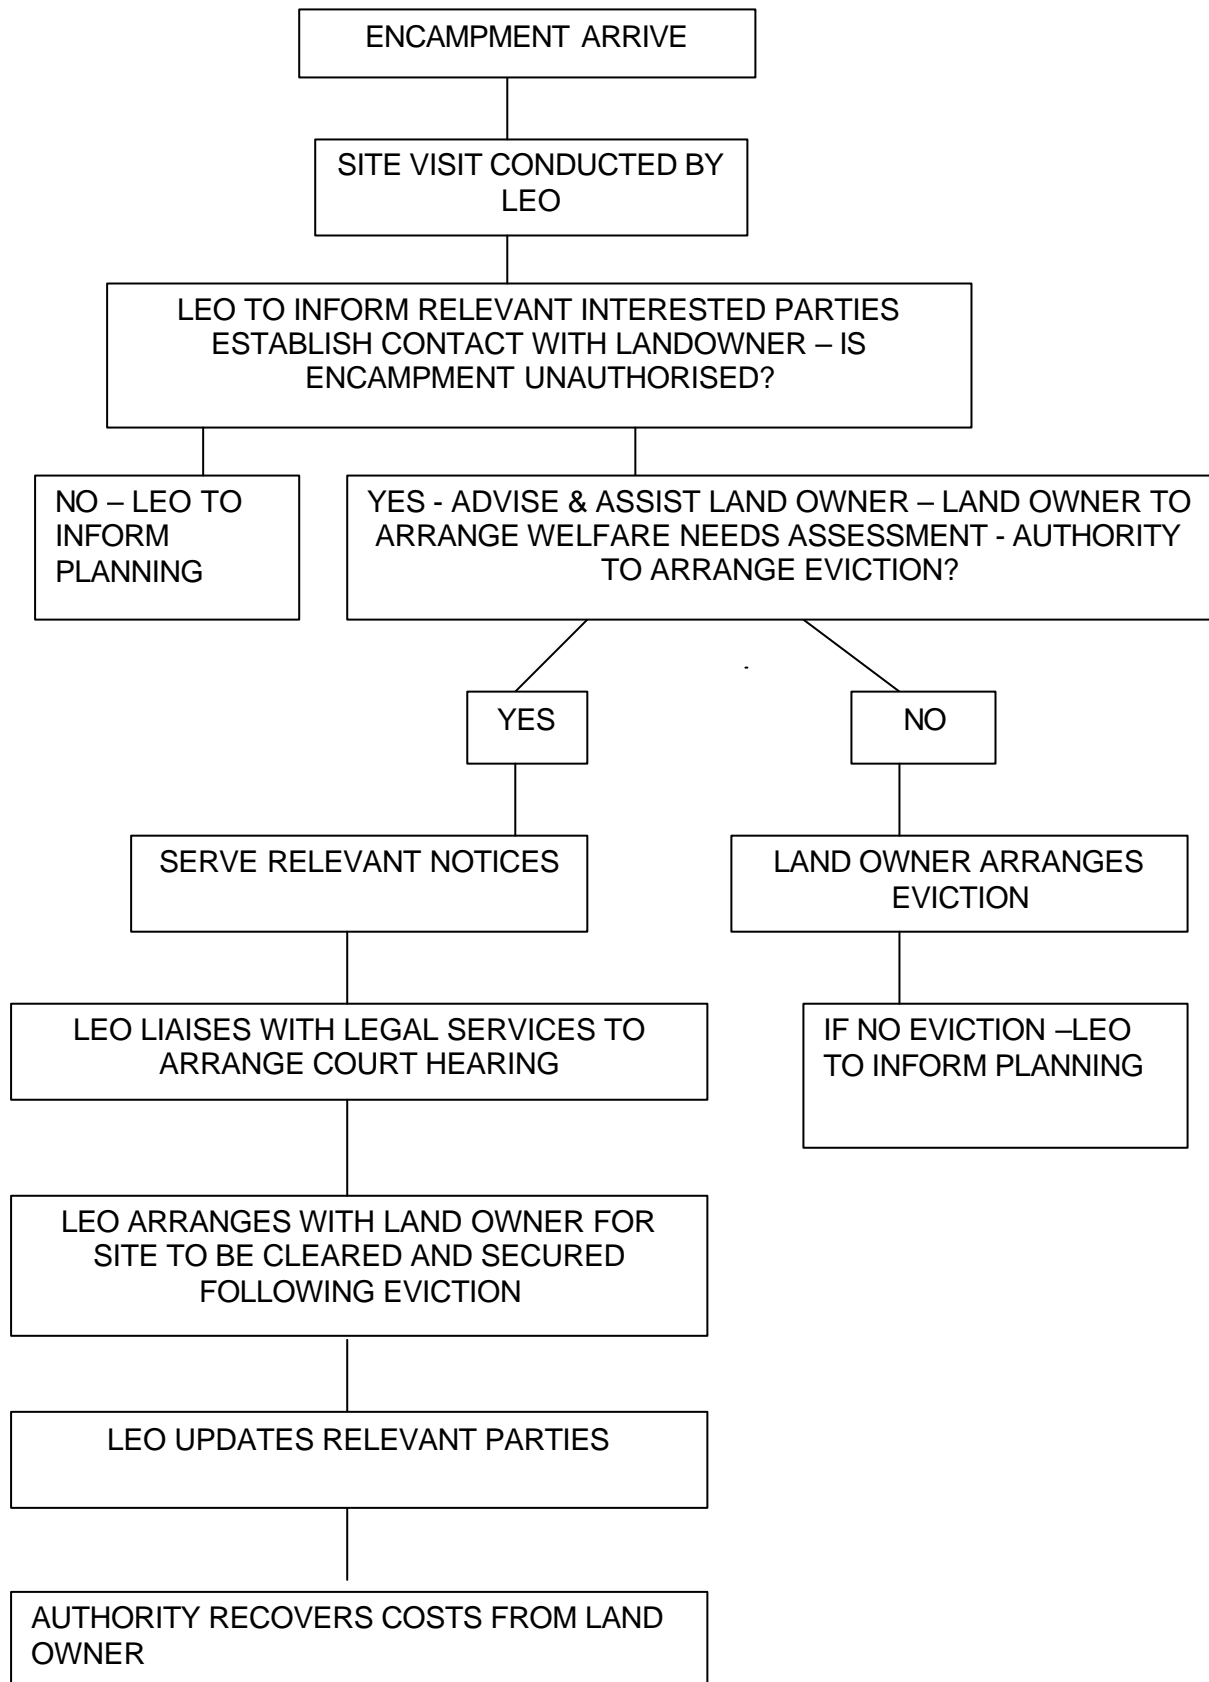 ENCAMPMENT ARRIVE
SITE VISIT CONDUCTED BY
LEO
LEO TO INFORM RELEVANT INTERESTED PARTIES
ESTABLISH CONTACT WITH LANDOWNER – IS
ENCAMPMENT UNAUTHORISED?
NO – LEO TO
INFORM
PLANNING
YES - ADVISE & ASSIST LAND OWNER – LAND OWNER TO
ARRANGE WELFARE NEEDS ASSESSMENT - AUTHORITY
TO ARRANGE EVICTION?
YES
NO
SERVE RELEVANT NOTICES
LAND OWNER ARRANGES
EVICTION
LEO LIAISES WITH LEGAL SERVICES TO
ARRANGE COURT HEARING
IF NO EVICTION –LEO
TO INFORM PLANNING
LEO ARRANGES WITH LAND OWNER FOR
SITE TO BE CLEARED AND SECURED
FOLLOWING EVICTION
LEO UPDATES RELEVANT PARTIES
AUTHORITY RECOVERS COSTS FROM LAND
OWNER